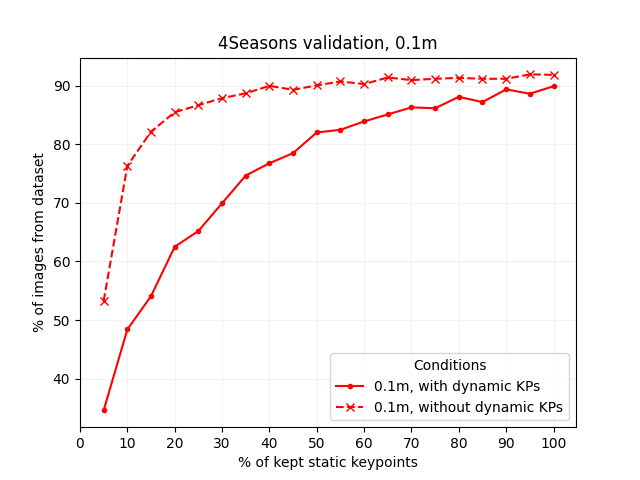 4Seasons validation, 0.1m
% of images from dataset
90
80
70
60
50
40
0 10 20 30 40 50 60 70 80 90 100
% of kept static keypoints
Conditions
0.1m, with dynamic KPs
0.1m, without dynamic KPs